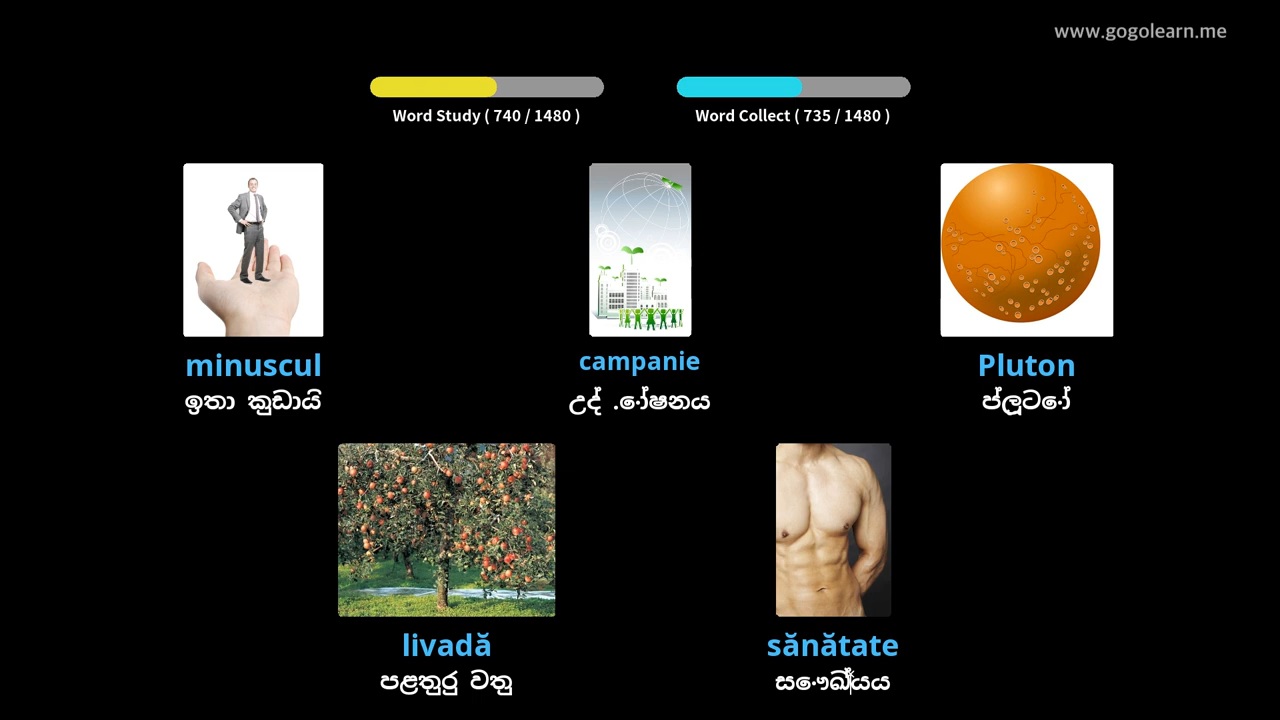 www.gogolearn.me
Word Study ( 740 / 1480 )
Word Collect ( 735 / 1480 )
minuscul
ඉතා කුඩායි
campanie
උද් .ෝෂනය
Pluton
ප්ලූටෝ
livadă
පළතුරු වතු
sănătate
සෞඛ්යය